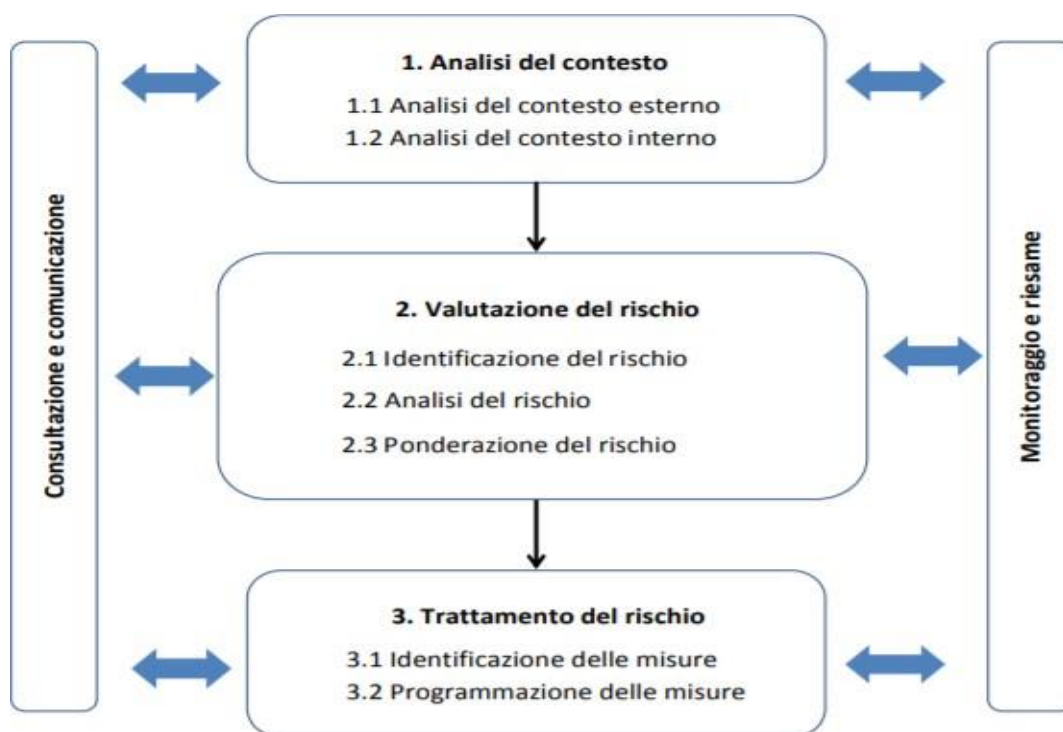 Consultazione e comunicazione
1. Analisi del contesto
1.1 Analisi del contesto esterno
1.2 Analisi del contesto interno
2. Valutazione del rischio
2.1 Identificazione del rischio
2.2 Analisi del rischio
2.3 Ponderazione del rischio
3. Trattamento del rischio
3.1 Identificazione delle misure
3.2 Programmazione delle misure
Monitoraggio e riesame